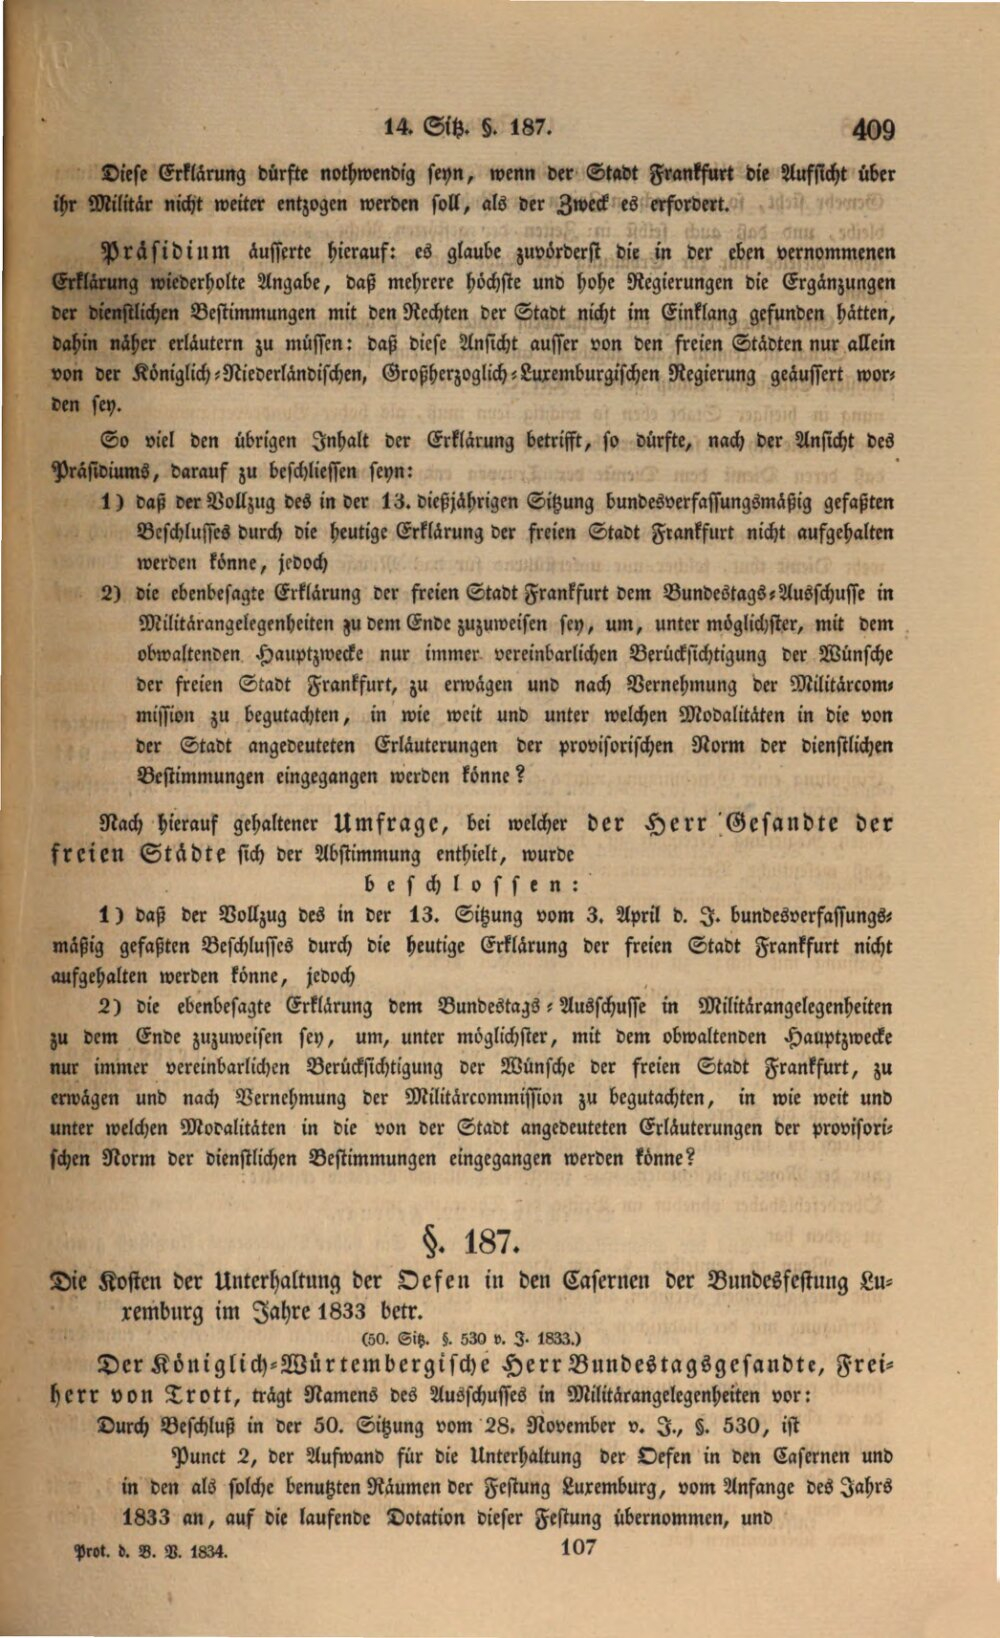 14. Sitz. §. 187.
409
Diese Erklärung dürfte nothwendig seyn, wenn der Stadt Frankfurt die Aufsicht über
ihr Militär nicht weiter entzogen werden soll, als der Zweck es erfordert.
Präsidium äusserte hierauf: es glaube zuvörderst die in der eben vernommenen
Erklärung wiederholte Angabe, daß mehrere höchste und hohe Regierungen die Ergänzungen
der dienstlichen Bestimmungen mit den Rechten der Stadt nicht im Einklang gefunden hätten,
dahin näher erläutern zu müssen: daß diese Ansicht ausser von den freien Städten nur allein
von der Königlich-Niederländischen, Großherzoglich-Luxemburgischen Regierung geäussert wor-
den sey.
So viel den übrigen Inhalt der Erklärung betrifft, so dürfte, nach der Ansicht des
Präsidiums, darauf zu beschliessen seyn:
1) daß der Vollzug des in der 13. dießjährigen Sitzung bundesverfassungsmäßig gefaßten
Beschlusses durch die heutige Erklärung der freien Stadt Frankfurt nicht aufgehalten
werden könne, jedoch
2) die ebenbesagte Erklärung der freien Stadt Frankfurt dem Bundestags-Ausschusse in
Militärangelegenheiten zu dem Ende zuzuweisen sey, um, unter möglichster, mit dem
obwaltenden Hauptzwecke nur immer vereinbarlichen Berücksichtigung der Wünsche
der freien Stadt Frankfurt, zu erwägen und nach Vernehmung der Militärcom-
mission zu begutachten, in wie weit und unter welchen Modalitäten in die von
der Stadt angedeuteten Erläuterungen der provisorischen Norm der dienstlichen
Bestimmungen eingegangen werden könne?
Nach hierauf gehaltener Umfrage, bei welcher der Herr Gesandte der
freien Städte sich der Abstimmung enthielt, wurde
beschlossen:
1) daß der Vollzug des in der 13. Sitzung vom 3. April d. J. bundesverfassungs-
mäßig gefaßten Beschlusses durch die heutige Erklärung der freien Stadt Frankfurt nicht
aufgehalten werden könne, jedoch
2) die ebenbesagte Erklärung dem Bundestags-Ausschusse in Militärangelegenheiten
zu dem Ende zuzuweisen sey, um, unter möglichster, mit dem obwaltenden Hauptzwecke
nur immer vereinbarlichen Berücksichtigung der Wünsche der freien Stadt Frankfurt, zu
erwägen und nach Vernehmung der Militärcommission zu begutachten, in wie weit und
unter welchen Modalitäten in die von der Stadt angedeuteten Erläuterungen der provisori-
schen Norm der dienstlichen Bestimmungen eingegangen werden könne?
§. 187.
Die Kosten der Unterhaltung der Oefen in den Casernen der Bundesfestung Lu-
xemburg im Jahre 1833 betr.
(50. Sitz. §. 530 v. J. 1833.)
Der Königlich-Würtembergische Herr Bundestagsgesandte, Frei-
herr von Trott, trägt Namens des Ausschusses in Militärangelegenheiten vor:
Durch Beschluß in der 50. Sitzung vom 28. November v. J., §. 530, ist
Punct 2, der Aufwand für die Unterhaltung der Oefen in den Casernen und
in den als solche benutzten Räumen der Festung Luxemburg, vom Anfange des Jahrs
1833 an, auf die laufende Dotation dieser Festung übernommen, und
Prot. d. B. V. 1834.
107